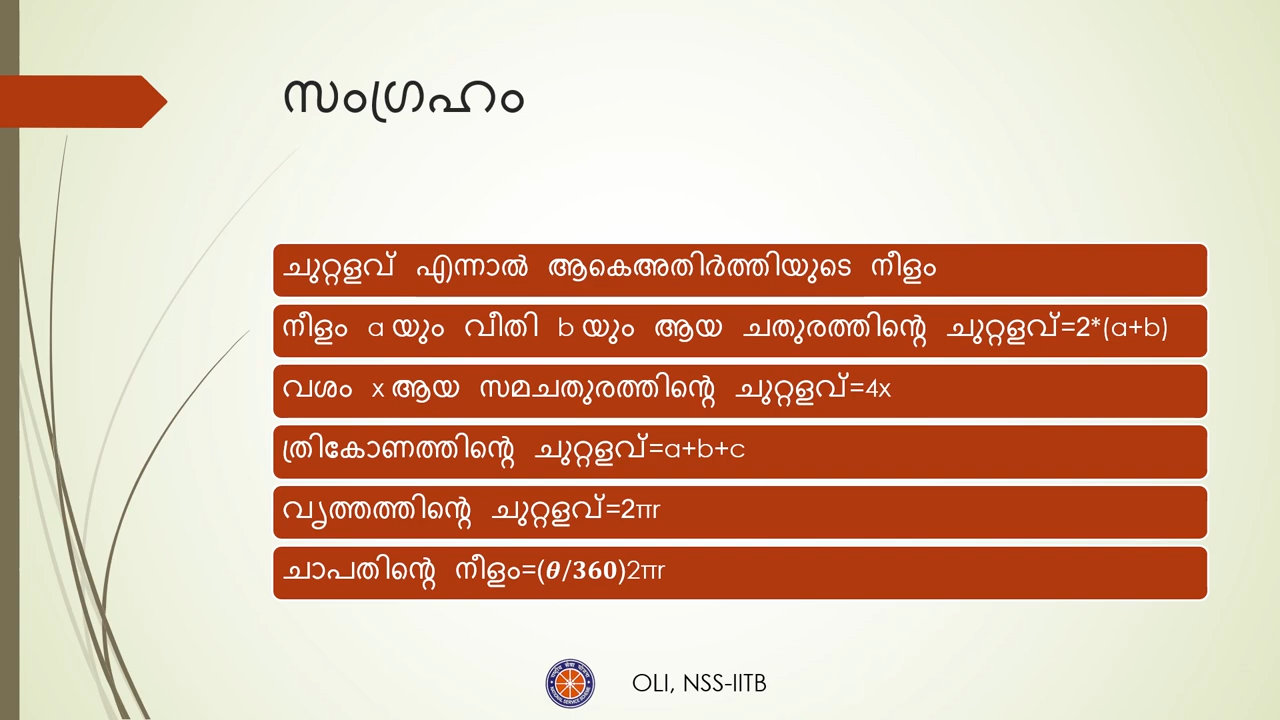 സംഗ്രഹം
ചുറ്റളവ് എന്നാൽ ആകെഅതിർത്തിയുടെ നീളം
നീളം a യും വീതി b യും ആയ ചതുരത്തിന്റെ ചുറ്റളവ്=2*(a+b)
വശം x ആയ സമചതുരത്തിന്റെ ചുറ്റളവ്=4x
ത്രികോണത്തിന്റെ ചുറ്റളവ്=a+b+c
വൃത്തത്തിന്റെ ചുറ്റളവ്=2πr
ചാപതിന്റെ നീളം=(θ/360)2πr
OLI, NSS-IITB